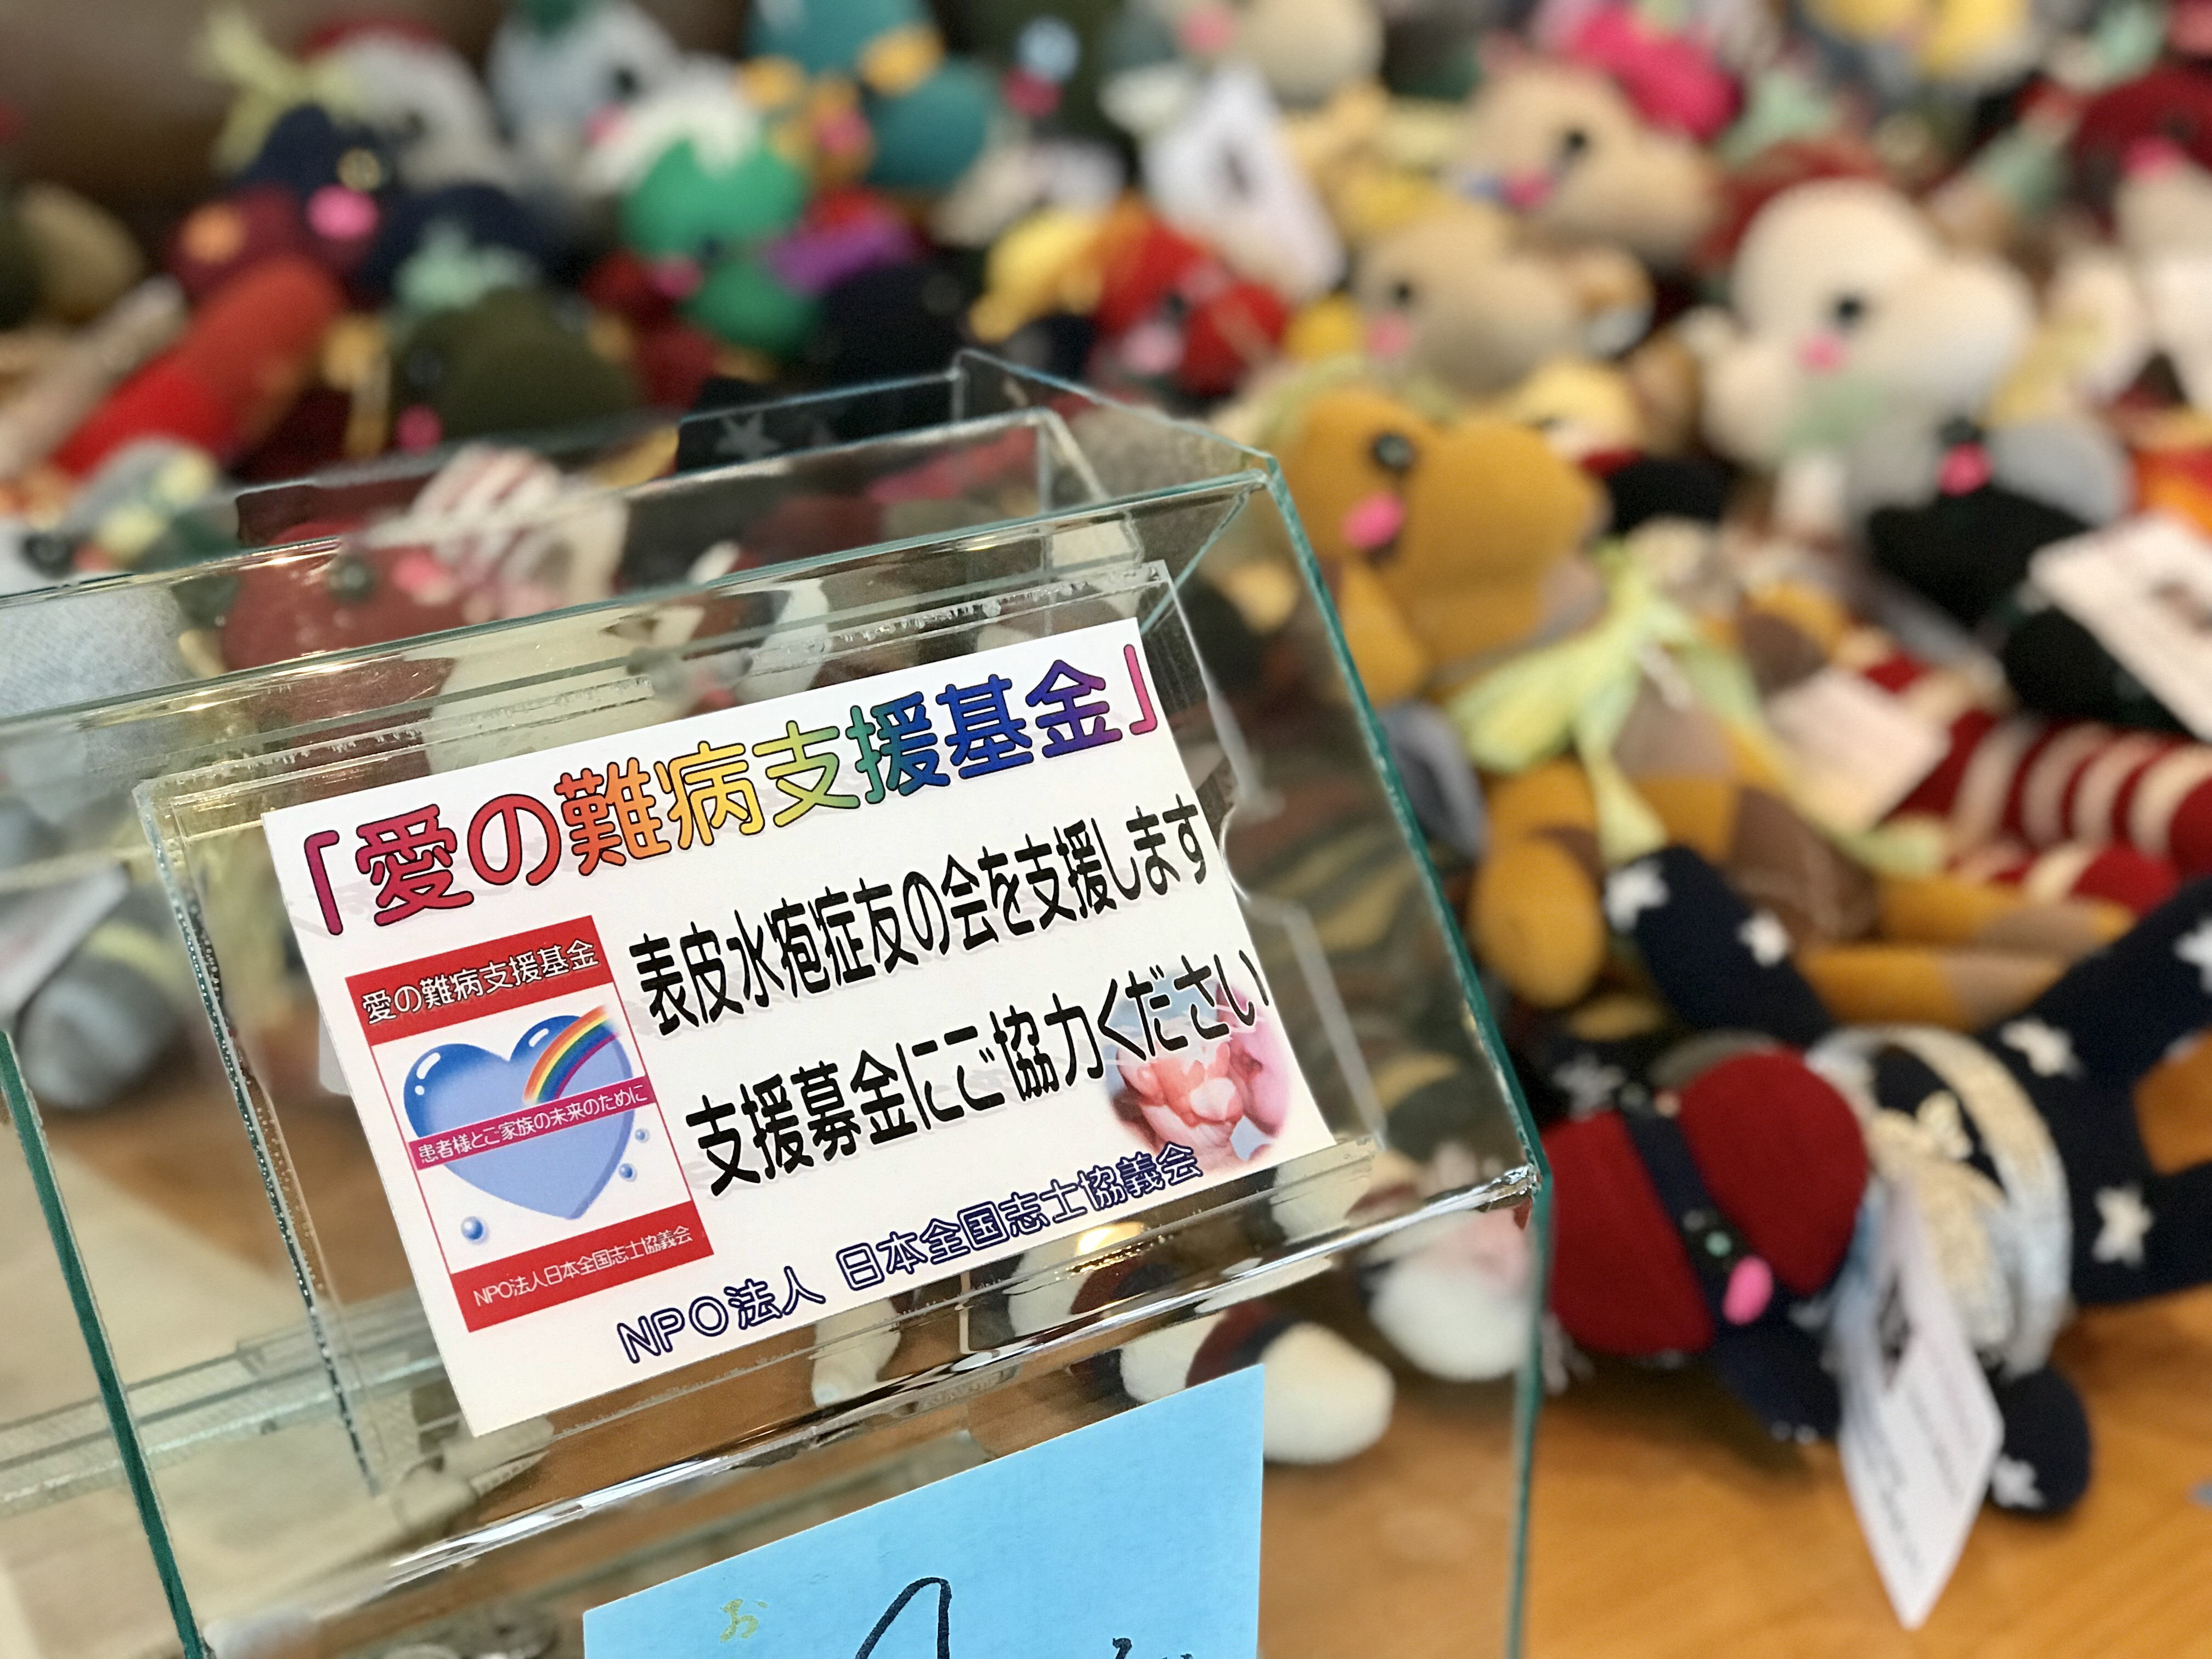 「愛の難病支援基金」
表皮水疱症友の会を支援します
支援募金にご協力ください
愛の難病支援基金
患者様とご家族の未来のために
NPO法人日本全国志士協議会
NPO法人 日本全国志士協議会
お